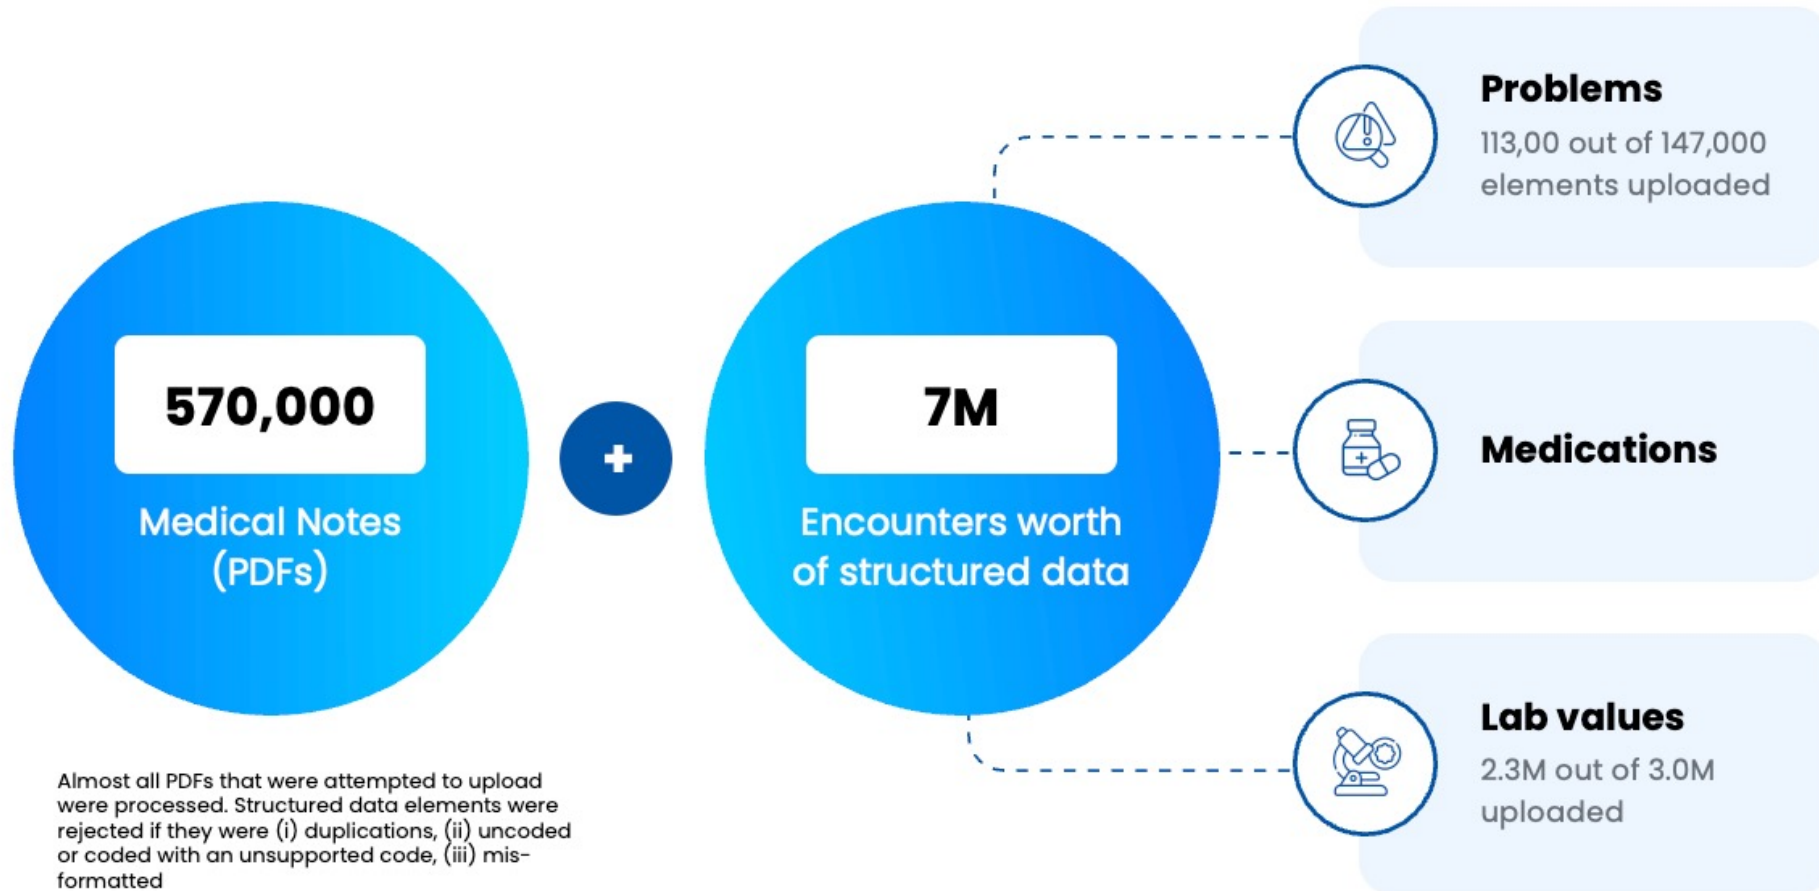 570,000
Medical Notes
(PDFs)
+
7M
Encounters worth
of structured data
Problems
113,00 out of 147,000
elements uploaded
Medications
Lab values
2.3M out of 3.0M
uploaded
Almost all PDFs that were attempted to upload
were processed. Structured data elements were
rejected if they were (i) duplications, (ii) uncoded
or coded with an unsupported code, (iii) mis-
formatted